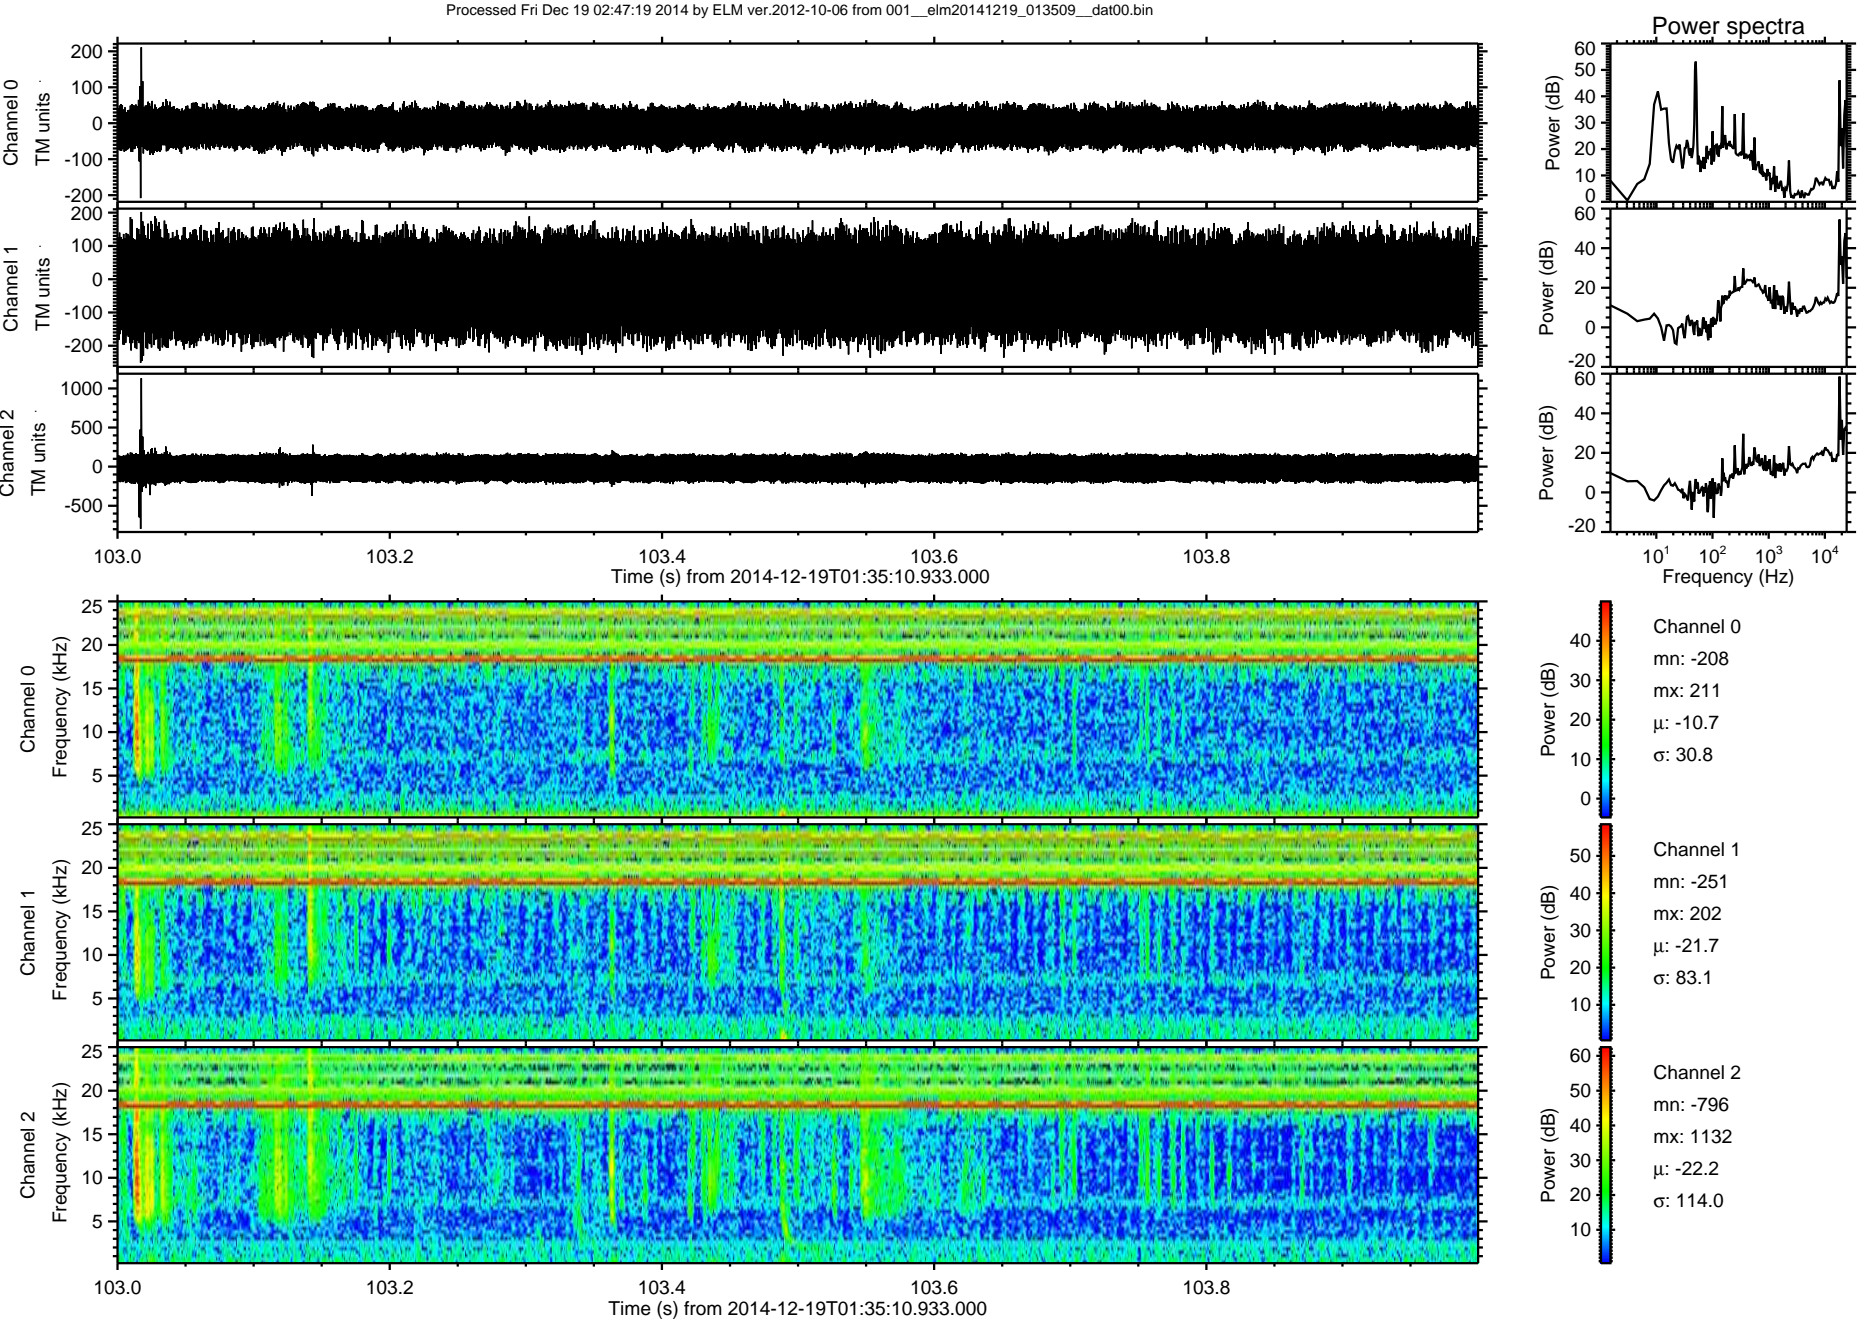 Processed Fri Dec 19 02:47:19 2014 by ELM ver.2012-10-06 from 001__elm20141219_013509__dat00.bin
Power spectra
Channel 0
TM units
200
100
0
-100
-200
Power (dB)
60
50
40
30
20
10
0
Channel 1
TM units
200
100
0
-100
-200
Power (dB)
60
40
20
0
-20
Channel 2
TM units
1000
500
0
-500
Power (dB)
60
40
20
0
-20
103.0 103.2 103.4 103.6 103.8
Time (s) from 2014-12-19T01:35:10.933.000
10¹ 10² 10³ 10⁴
Frequency (Hz)
Channel 0
Frequency (kHz)
25
20
15
10
5
Power (dB)
40
30
20
10
0
Channel 0
mn: -208
mx: 211
µ: -10.7
σ: 30.8
Channel 1
Frequency (kHz)
25
20
15
10
5
Power (dB)
50
40
30
20
10
Channel 1
mn: -251
mx: 202
µ: -21.7
σ: 83.1
Channel 2
Frequency (kHz)
25
20
15
10
5
Power (dB)
60
50
40
30
20
10
Channel 2
mn: -796
mx: 1132
µ: -22.2
σ: 114.0
103.0 103.2 103.4 103.6 103.8
Time (s) from 2014-12-19T01:35:10.933.000